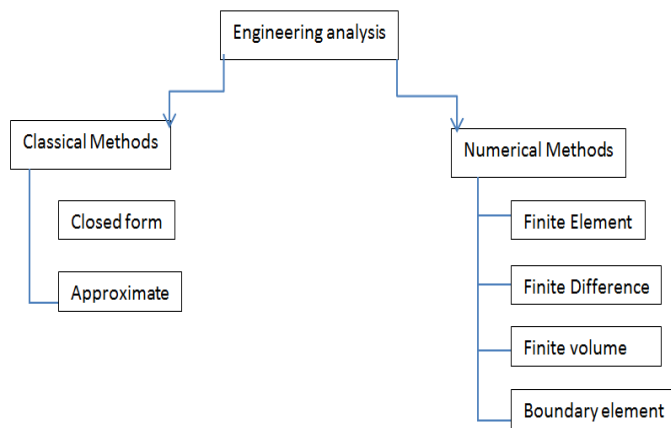 Engineering analysis
Classical Methods
Closed form
Approximate
Numerical Methods
Finite Element
Finite Difference
Finite volume
Boundary element